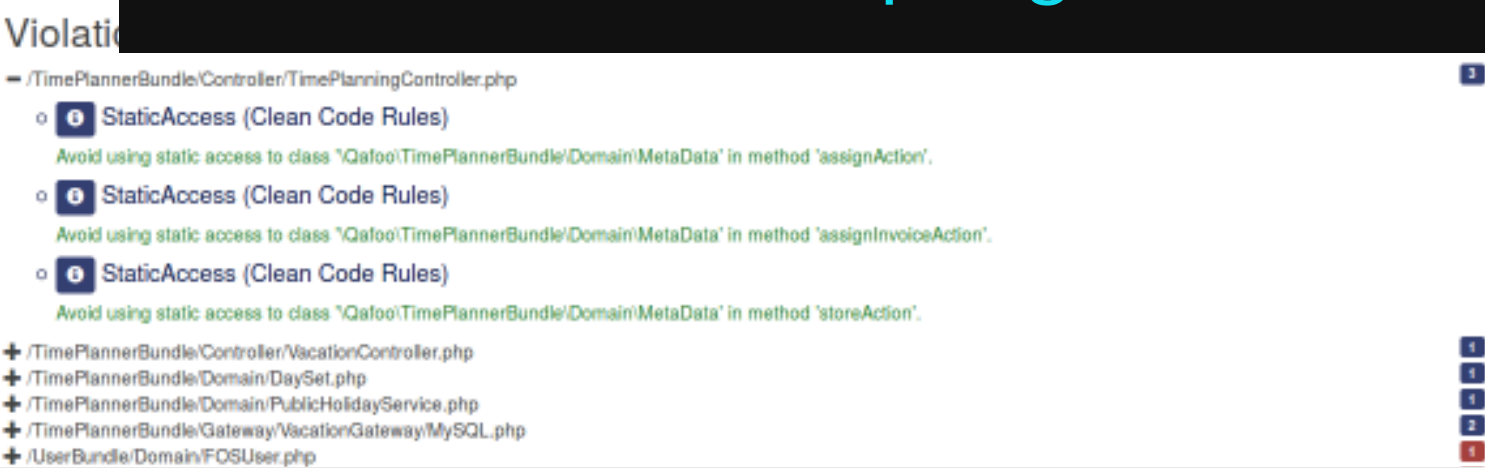 − /TimePlannerBundle/Controller/TimePlanningController.php 3
StaticAccess (Clean Code Rules)
Avoid using static access to class '\Qafoo\TimePlannerBundle\Domain\MetaData' in method 'assignAction'.
StaticAccess (Clean Code Rules)
Avoid using static access to class '\Qafoo\TimePlannerBundle\Domain\MetaData' in method 'assignInvoiceAction'.
StaticAccess (Clean Code Rules)
Avoid using static access to class '\Qafoo\TimePlannerBundle\Domain\MetaData' in method 'storeAction'.
+ /TimePlannerBundle/Controller/VacationController.php 1
+ /TimePlannerBundle/Domain/DaySet.php 1
+ /TimePlannerBundle/Domain/PublicHolidayService.php 1
+ /TimePlannerBundle/Gateway/VacationGateway/MySQL.php 2
+ /UserBundle/Domain/FOSUser.php 1